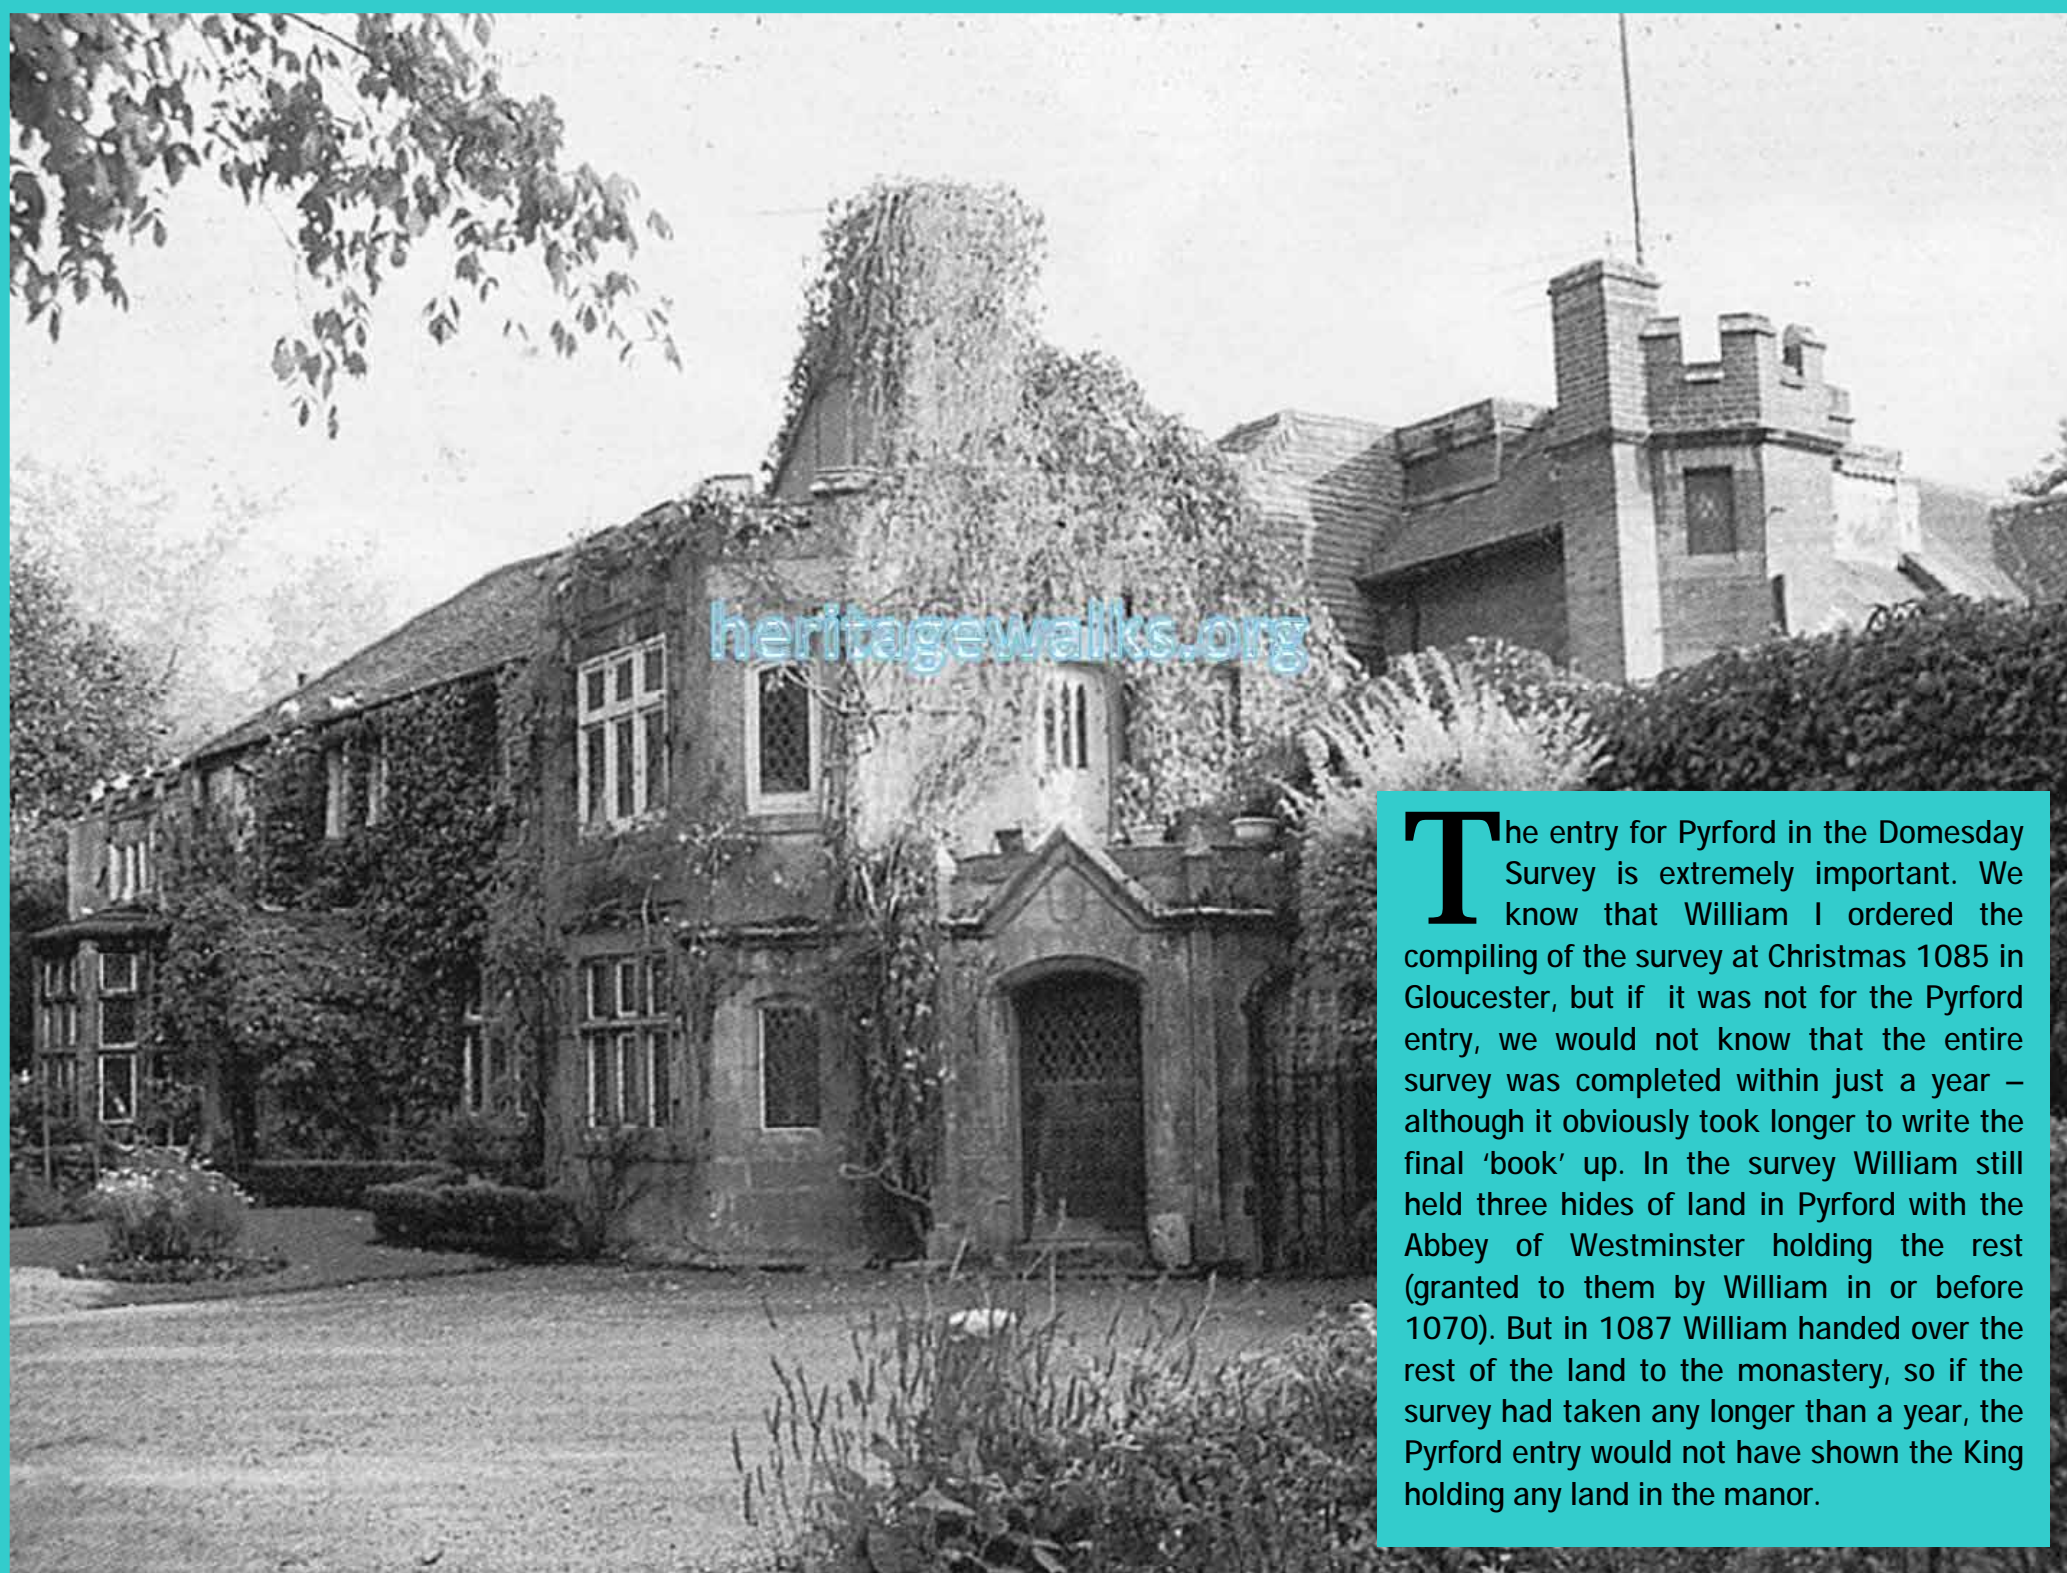 heritagewalks.org
The entry for Pyrford in the Domesday
Survey is extremely important. We
know that William I ordered the
compiling of the survey at Christmas 1085 in
Gloucester, but if it was not for the Pyrford
entry, we would not know that the entire
survey was completed within just a year –
although it obviously took longer to write the
final ‘book’ up. In the survey William still
held three hides of land in Pyrford with the
Abbey of Westminster holding the rest
(granted to them by William in or before
1070). But in 1087 William handed over the
rest of the land to the monastery, so if the
survey had taken any longer than a year, the
Pyrford entry would not have shown the King
holding any land in the manor.